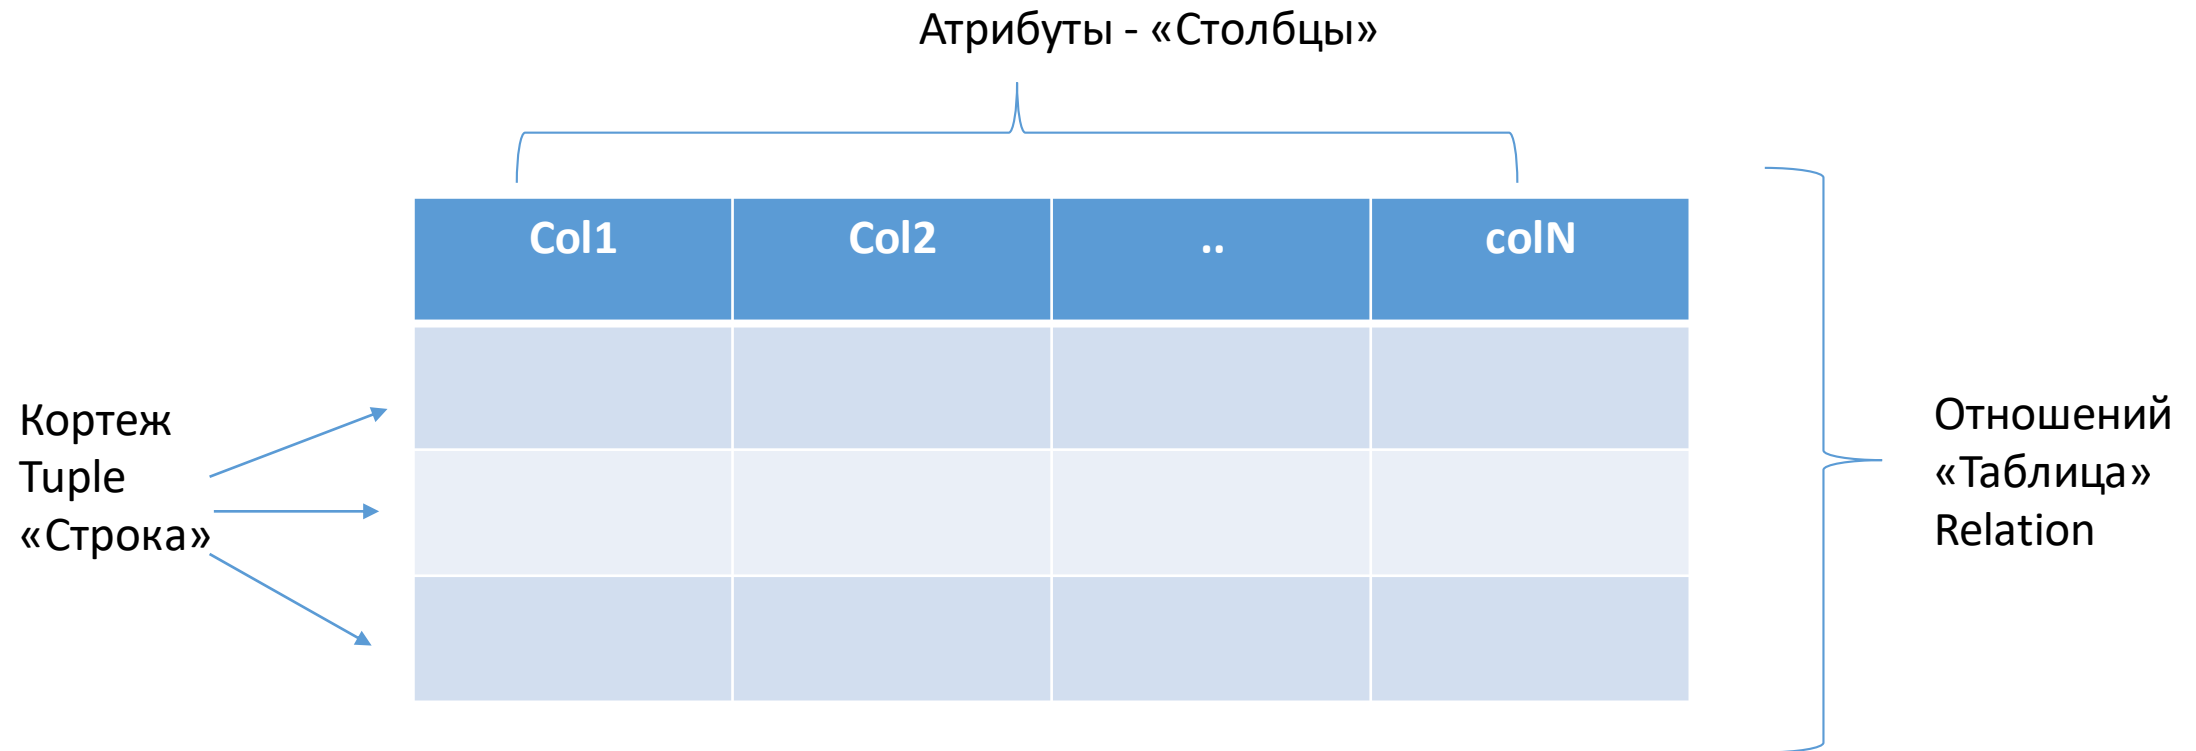 Атрибуты - «Столбцы»
Col1 Col2 .. colN
Кортеж
Tuple
«Строка»
Отношений
«Таблица»
Relation